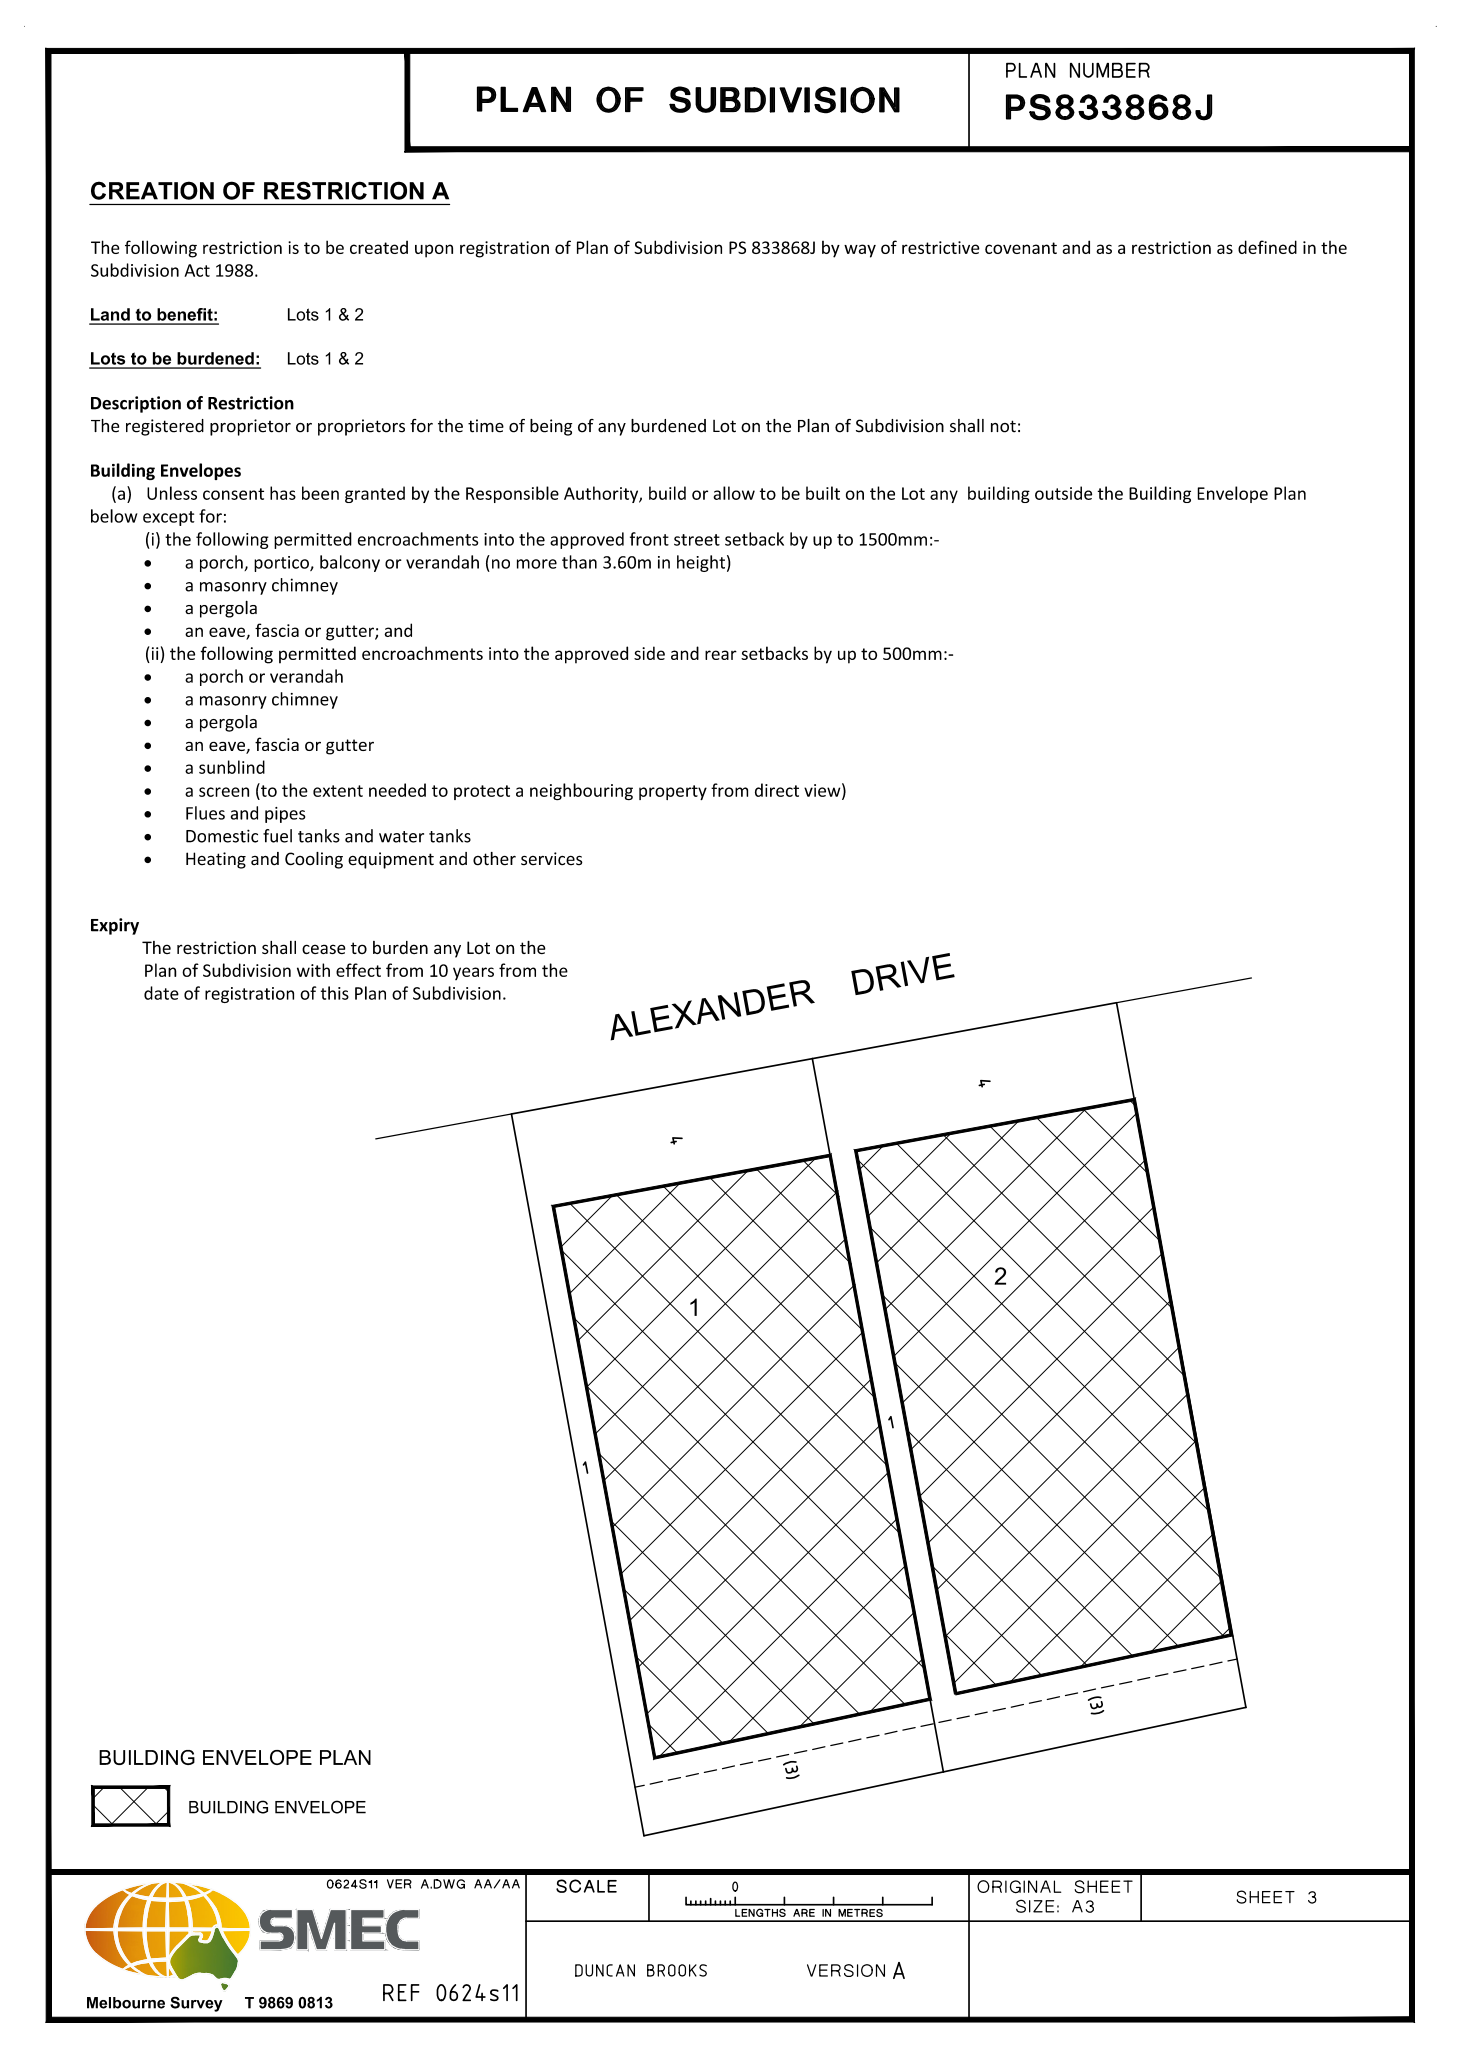 PLAN OF SUBDIVISION
PLAN NUMBER
PS833868J
CREATION OF RESTRICTION A
The following restriction is to be created upon registration of Plan of Subdivision PS 833868J by way of restrictive covenant and as a restriction as defined in the
Subdivision Act 1988.
Land to benefit: Lots 1 & 2
Lots to be burdened: Lots 1 & 2
Description of Restriction
The registered proprietor or proprietors for the time of being of any burdened Lot on the Plan of Subdivision shall not:
Building Envelopes
(a) Unless consent has been granted by the Responsible Authority, build or allow to be built on the Lot any building outside the Building Envelope Plan
below except for:
(i) the following permitted encroachments into the approved front street setback by up to 1500mm:-
• a porch, portico, balcony or verandah (no more than 3.60m in height)
• a masonry chimney
• a pergola
• an eave, fascia or gutter; and
(ii) the following permitted encroachments into the approved side and rear setbacks by up to 500mm:-
• a porch or verandah
• a masonry chimney
• a pergola
• an eave, fascia or gutter
• a sunblind
• a screen (to the extent needed to protect a neighbouring property from direct view)
• Flues and pipes
• Domestic fuel tanks and water tanks
• Heating and Cooling equipment and other services
Expiry
The restriction shall cease to burden any Lot on the
Plan of Subdivision with effect from 10 years from the
date of registration of this Plan of Subdivision.
ALEXANDER DRIVE
4
4
2
1
1
1
(3)
(3)
BUILDING ENVELOPE PLAN
BUILDING ENVELOPE
0624S11 VER A.DWG AA/AA
SMEC
Melbourne Survey T 9869 0813
REF 0624s11
SCALE
0
LENGTHS ARE IN METRES
ORIGINAL SHEET
SIZE: A3
SHEET 3
DUNCAN BROOKS
VERSION A